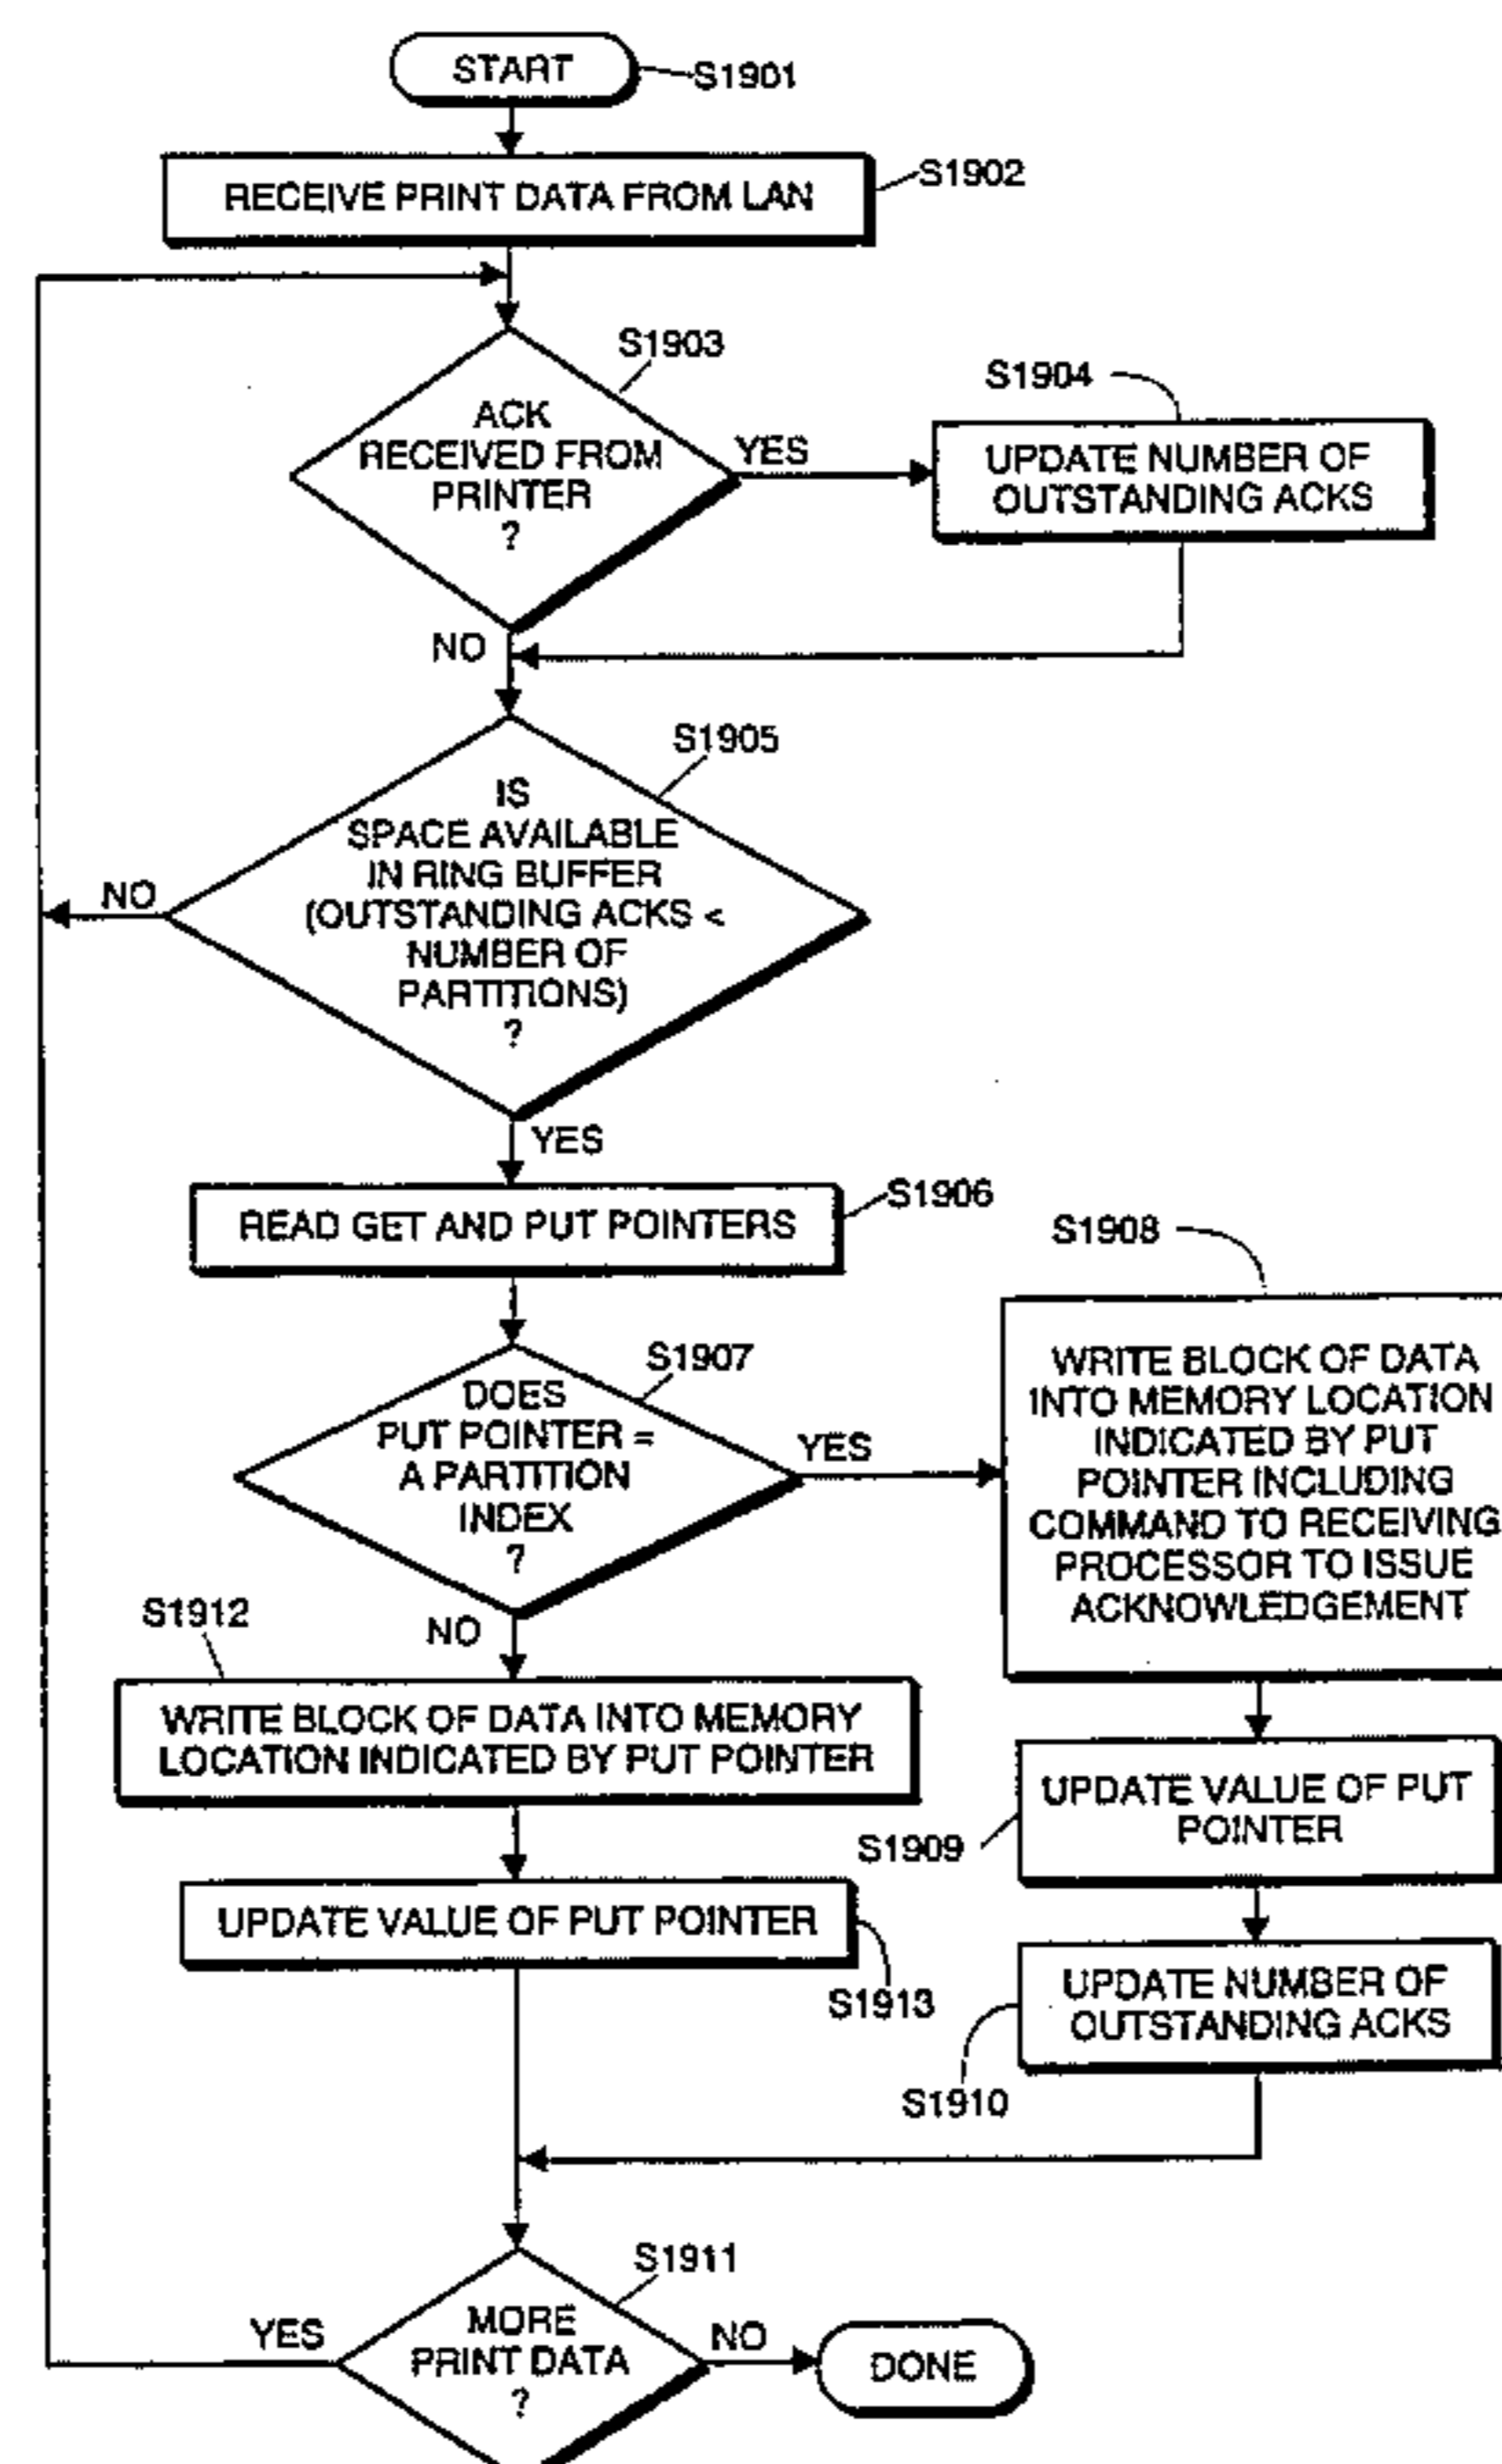 START
S1901
RECEIVE PRINT DATA FROM LAN
S1902
S1903
ACK
RECEIVED FROM
PRINTER
?
YES
S1904
UPDATE NUMBER OF
OUTSTANDING ACKS
NO
S1905
IS
SPACE AVAILABLE
IN RING BUFFER
(OUTSTANDING ACKS <
NUMBER OF
PARTITIONS)
?
NO
YES
S1906
READ GET AND PUT POINTERS
S1907
DOES
PUT POINTER =
A PARTITION
INDEX
?
YES
S1908
WRITE BLOCK OF DATA
INTO MEMORY LOCATION
INDICATED BY PUT
POINTER INCLUDING
COMMAND TO RECEIVING
PROCESSOR TO ISSUE
ACKNOWLEDGEMENT
NO
S1912
WRITE BLOCK OF DATA INTO MEMORY
LOCATION INDICATED BY PUT POINTER
UPDATE VALUE OF PUT
POINTER
S1909
UPDATE VALUE OF PUT POINTER
S1913
UPDATE NUMBER OF
OUTSTANDING ACKS
S1910
S1911
MORE
PRINT DATA
?
YES
NO
DONE